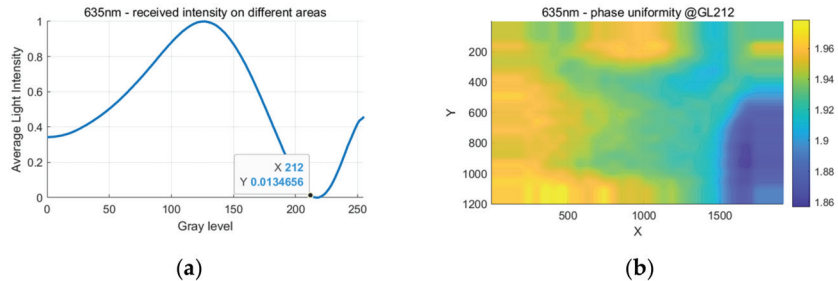 635nm - received intensity on different areas
1
0.8
0.6
0.4
0.2
0
Average Light Intensity
X 212
Y 0.0134656
0
50
100
150
200
250
Gray level
(a)
635nm - phase uniformity @GL212
200
400
600
800
1000
1200
Y
500
1000
1500
X
1.96
1.94
1.92
1.9
1.88
1.86
(b)